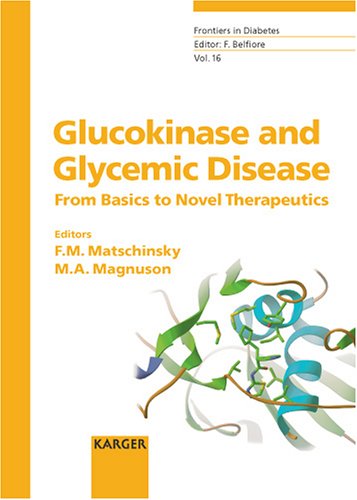 Frontiers in Diabetes
Editor: F. Belfiore
Vol. 16
Glucokinase and
Glycemic Disease
From Basics to Novel Therapeutics
Editors
F.M. Matschinsky
M.A. Magnuson
KARGER